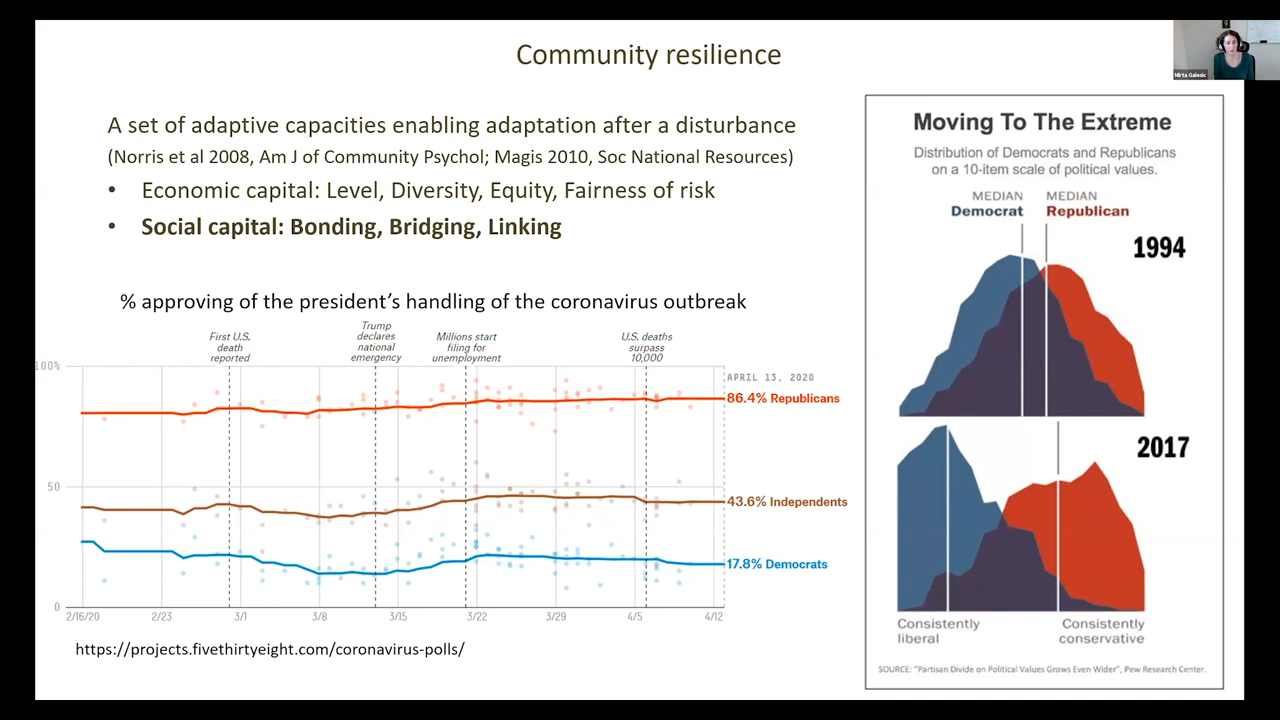 Community resilience
Mirta Galesic
A set of adaptive capacities enabling adaptation after a disturbance
(Norris et al 2008, Am J of Community Psychol; Magis 2010, Soc National Resources)
• Economic capital: Level, Diversity, Equity, Fairness of risk
• Social capital: Bonding, Bridging, Linking
% approving of the president's handling of the coronavirus outbreak
First U.S.
death
reported
Trump
declares
national
emergency
Millions start
filing for
unemployment
U.S. deaths
surpass
10,000
100%
50
0
APRIL 13, 2020
86.4% Republicans
43.6% Independents
17.8% Democrats
2/16/20 2/23 3/1 3/8 3/15 3/22 3/29 4/5 4/12
https://projects.fivethirtyeight.com/coronavirus-polls/
Moving To The Extreme
Distribution of Democrats and Republicans
on a 10-item scale of political values.
MEDIAN
Democrat
MEDIAN
Republican
1994
2017
Consistently
liberal
Consistently
conservative
SOURCE: "Partisan Divide on Political Values Grows Even Wider", Pew Research Center.